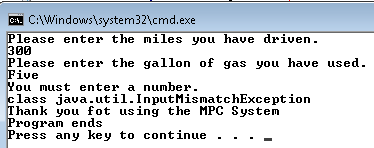 C:\Windows\system32\cmd.exe
Please enter the miles you have driven.
300
Please enter the gallon of gas you have used.
Five
You must enter a number.
class java.util.InputMismatchException
Thank you fot using the MPC System
Program ends
Press any key to continue . . .